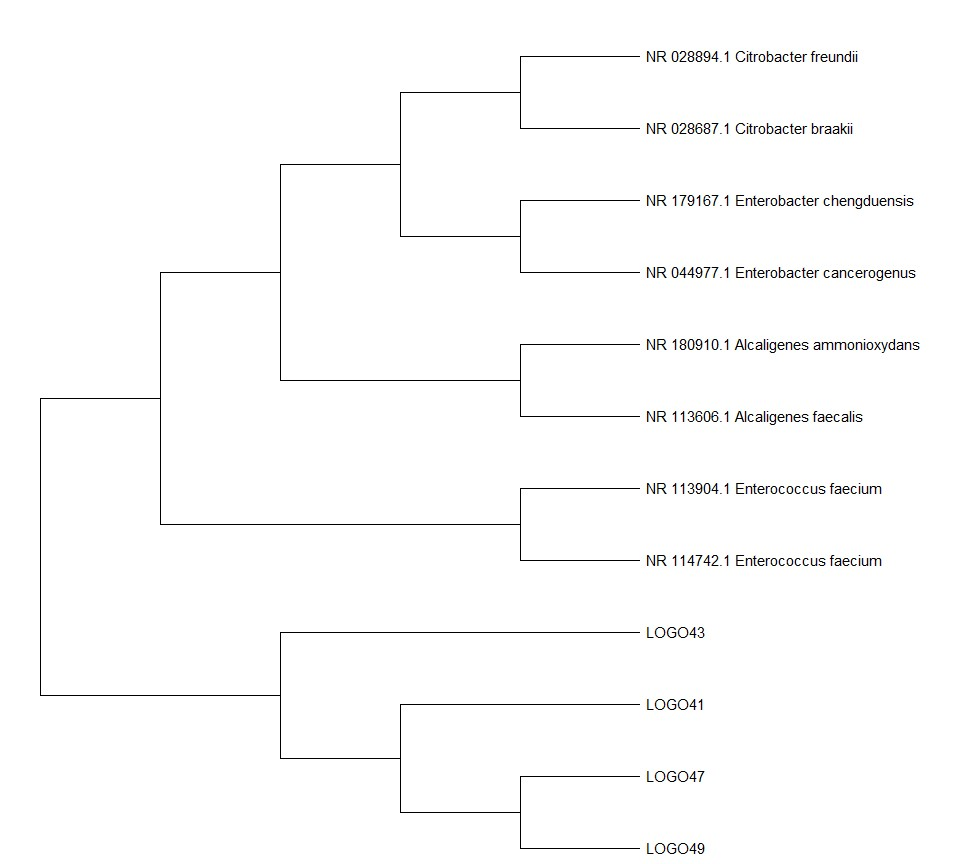 NR 028894.1 Citrobacter freundii
NR 028687.1 Citrobacter braakii
NR 179167.1 Enterobacter chengduensis
NR 044977.1 Enterobacter cancerogenus
NR 180910.1 Alcaligenes ammonioxydans
NR 113606.1 Alcaligenes faecalis
NR 113904.1 Enterococcus faecium
NR 114742.1 Enterococcus faecium
LOGO43
LOGO41
LOGO47
LOGO49